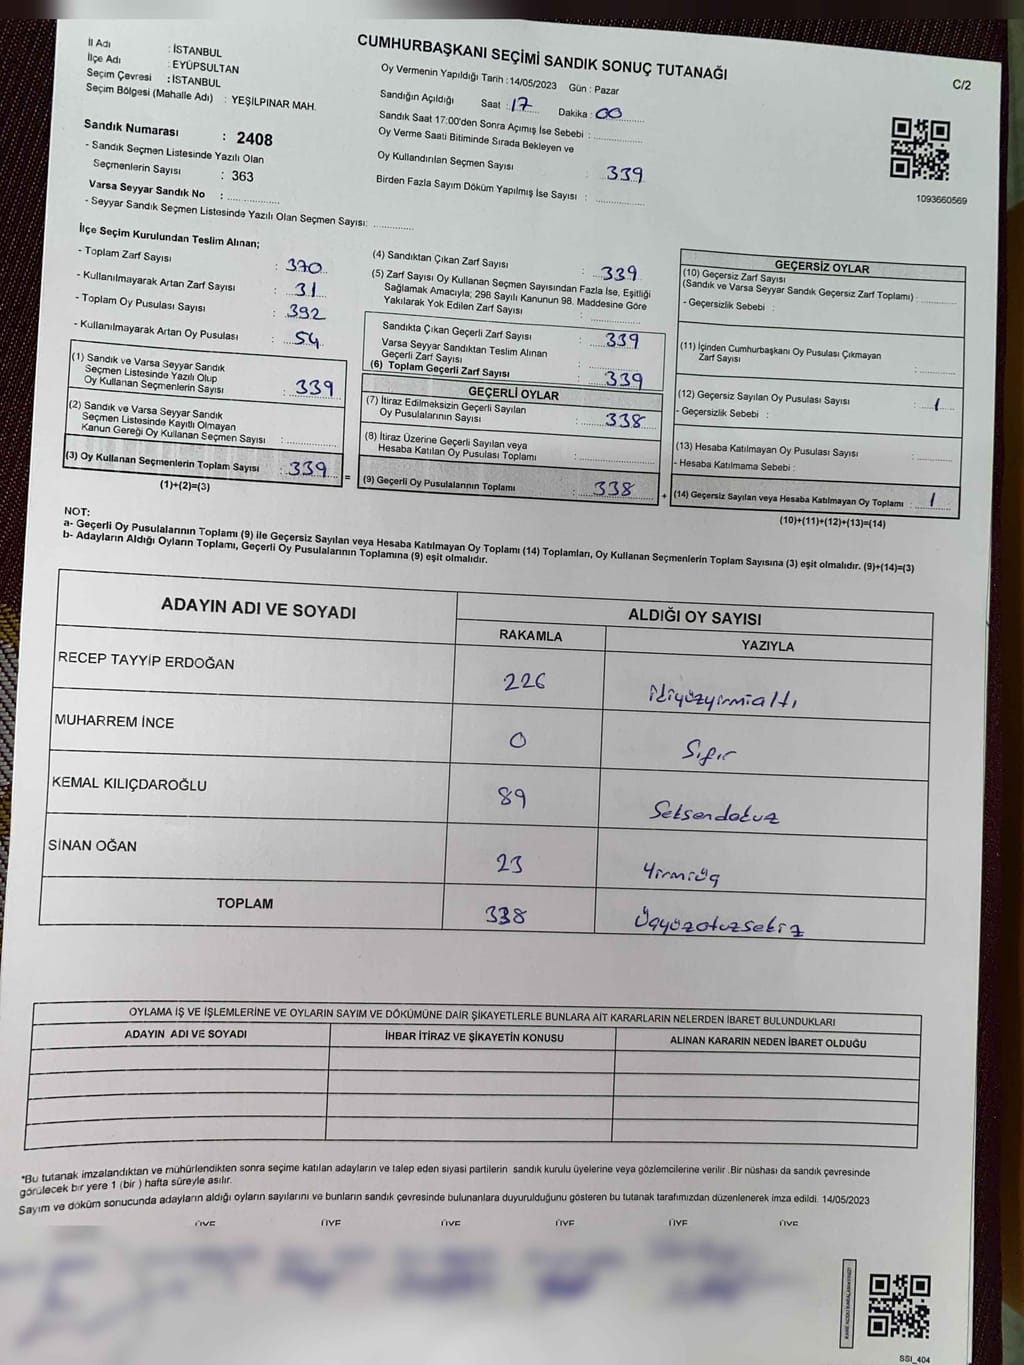 CUMHURBAŞKANI SEÇİMİ SANDIK SONUÇ TUTANAĞI
C/2
İl Adı : İSTANBUL
İlçe Adı : EYÜPSULTAN
Seçim Çevresi : İSTANBUL
Seçim Bölgesi (Mahalle Adı) : YEŞİLPINAR MAH.
Sandık Numarası : 2408
- Sandık Seçmen Listesinde Yazılı Olan
Seçmenlerin Sayısı : 363
Varsa Seyyar Sandık No : ................
- Seyyar Sandık Seçmen Listesinde Yazılı Olan Seçmen Sayısı: ............
Oy Vermenin Yapıldığı Tarih : 14/05/2023 Gün : Pazar
Sandığın Açıldığı Saat : 17 Dakika : 00
Sandık Saat 17:00'den Sonra Açımış İse Sebebi : ................
Oy Verme Saati Bitiminde Sırada Bekleyen ve
Oy Kullandırılan Seçmen Sayısı : 339
Birden Fazla Sayım Döküm Yapılmış İse Sayısı : ................
1093660569
İlçe Seçim Kurulundan Teslim Alınan;
- Toplam Zarf Sayısı : 370
- Kullanılmayarak Artan Zarf Sayısı : 31
- Toplam Oy Pusulası Sayısı : 392
- Kullanılmayarak Artan Oy Pusulası : 54
(1) Sandık ve Varsa Seyyar Sandık
Seçmen Listesinde Yazılı Olup
Oy Kullanan Seçmenlerin Sayısı : 339
(2) Sandık ve Varsa Seyyar Sandık
Seçmen Listesinde Kayıtlı Olmayan
Kanun Gereği Oy Kullanan Seçmen Sayısı : ............
(3) Oy Kullanan Seçmenlerin Toplam Sayısı : 339
(1)+(2)=(3)
=
(4) Sandıktan Çıkan Zarf Sayısı : 339
(5) Zarf Sayısı Oy Kullanan Seçmen Sayısından Fazla İse, Eşitliği
Sağlamak Amacıyla; 298 Sayılı Kanunun 98. Maddesine Göre
Yakılarak Yok Edilen Zarf Sayısı : ............
Sandıkta Çıkan Geçerli Zarf Sayısı : 339
Varsa Seyyar Sandıktan Teslim Alınan
Geçerli Zarf Sayısı : ............
(6) Toplam Geçerli Zarf Sayısı : 339
GEÇERLİ OYLAR
(7) İtiraz Edilmeksizin Geçerli Sayılan
Oy Pusulalarının Sayısı : 338
(8) İtiraz Üzerine Geçerli Sayılan veya
Hesaba Katılan Oy Pusulası Toplamı : ............
(9) Geçerli Oy Pusulalarının Toplamı : 338
+
GEÇERSİZ OYLAR
(10) Geçersiz Zarf Sayısı
(Sandık ve Varsa Seyyar Sandık Geçersiz Zarf Toplamı) : ............
- Geçersizlik Sebebi :
(11) İçinden Cumhurbaşkanı Oy Pusulası Çıkmayan
Zarf Sayısı : ............
(12) Geçersiz Sayılan Oy Pusulası Sayısı : 1
- Geçersizlik Sebebi :
(13) Hesaba Katılmayan Oy Pusulası Sayısı : ............
- Hesaba Katılmama Sebebi :
(14) Geçersiz Sayılan veya Hesaba Katılmayan Oy Toplamı : 1
(10)+(11)+(12)+(13)=(14)
NOT:
a- Geçerli Oy Pusulalarının Toplamı (9) ile Geçersiz Sayılan veya Hesaba Katılmayan Oy Toplamı (14) Toplamları, Oy Kullanan Seçmenlerin Toplam Sayısına (3) eşit olmalıdır. (9)+(14)=(3)
b- Adayların Aldığı Oyların Toplamı, Geçerli Oy Pusulalarının Toplamına (9) eşit olmalıdır.
ADAYIN ADI VE SOYADI ALDIĞI OY SAYISI
RAKAMLA YAZIYLA
RECEP TAYYİP ERDOĞAN 226 ikiyüzyirmialtı
MUHARREM İNCE 0 Sıfır
KEMAL KILIÇDAROĞLU 89 Seksendokuz
SİNAN OĞAN 23 Yirmiüç
TOPLAM 338 Üçyüzotuzsekiz
OYLAMA İŞ VE İŞLEMLERİNE VE OYLARIN SAYIM VE DÖKÜMÜNE DAİR ŞİKAYETLERLE BUNLARA AİT KARARLARIN NELERDEN İBARET BULUNDUKLARI
ADAYIN ADI VE SOYADI İHBAR İTİRAZ VE ŞİKAYETİN KONUSU ALINAN KARARIN NEDEN İBARET OLDUĞU
*Bu tutanak imzalandıktan ve mühürlendikten sonra seçime katılan adayların ve talep eden siyasi partilerin sandık kurulu üyelerine veya gözlemcilerine verilir .Bir nüshası da sandık çevresinde
görülecek bir yere 1 (bir ) hafta süreyle asılır.
Sayım ve döküm sonucunda adayların aldığı oyların sayılarını ve bunların sandık çevresinde bulunanlara duyurulduğunu gösteren bu tutanak tarafımızdan düzenlenerek imza edildi. 14/05/2023
ÜYE ÜYE ÜYE ÜYE ÜYE ÜYE
SSI_404